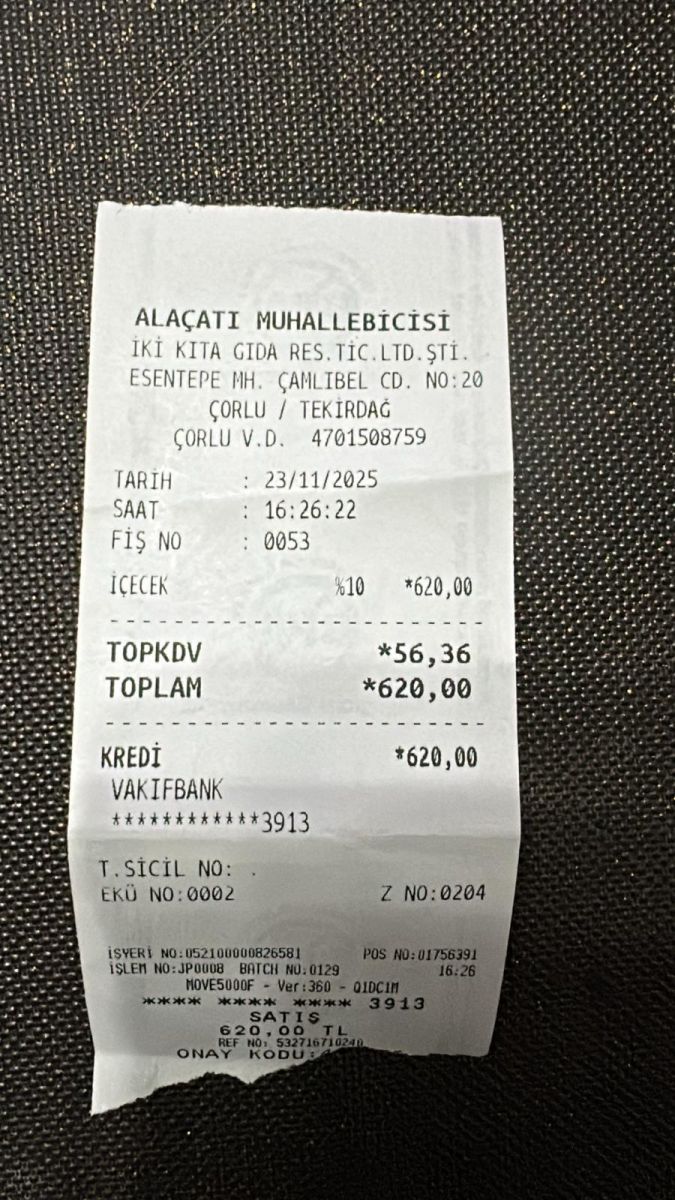 ALAÇATI MUHALLEBİCİSİ
İKİ KITA GIDA RES.TİC.LTD.ŞTİ.
ESENTEPE MH. ÇAMLIBEL CD. NO:20
ÇORLU / TEKİRDAĞ
ÇORLU V.D. 4701508759
TARİH : 23/11/2025
SAAT : 16:26:22
FİŞ NO : 0053
İÇECEK %10 *620,00
TOPKDV *56,36
TOPLAM *620,00
KREDİ *620,00
VAKIFBANK
************3913
T.SİCİL NO: .
EKÜ NO:0002 Z NO:0204
İŞYERİ NO:052100000826581 POS NO:01756391
İŞLEM NO:JP0008 BATCH NO:0129 16:26
MOVE5000F - Ver:360 - Q1DC1M
**** **** **** 3913
SATIŞ
620,00 TL
REF NO: 532716710240
ONAY KODU: